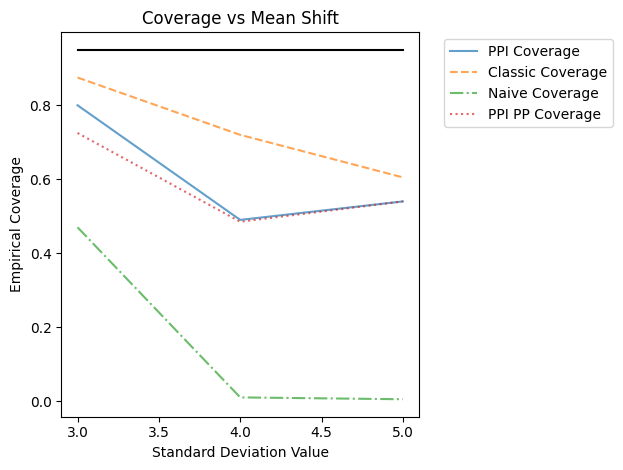 Coverage vs Mean Shift
PPI Coverage
Classic Coverage
Naive Coverage
PPI PP Coverage
Empirical Coverage
0.8
0.6
0.4
0.2
0.0
3.0 3.5 4.0 4.5 5.0
Standard Deviation Value